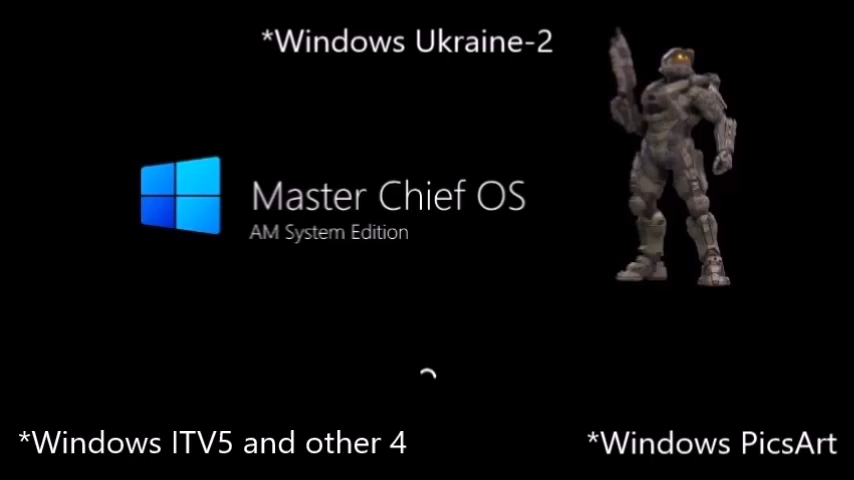 *Windows Ukraine-2
Master Chief OS
AM System Edition
*Windows ITV5 and other 4
*Windows PicsArt